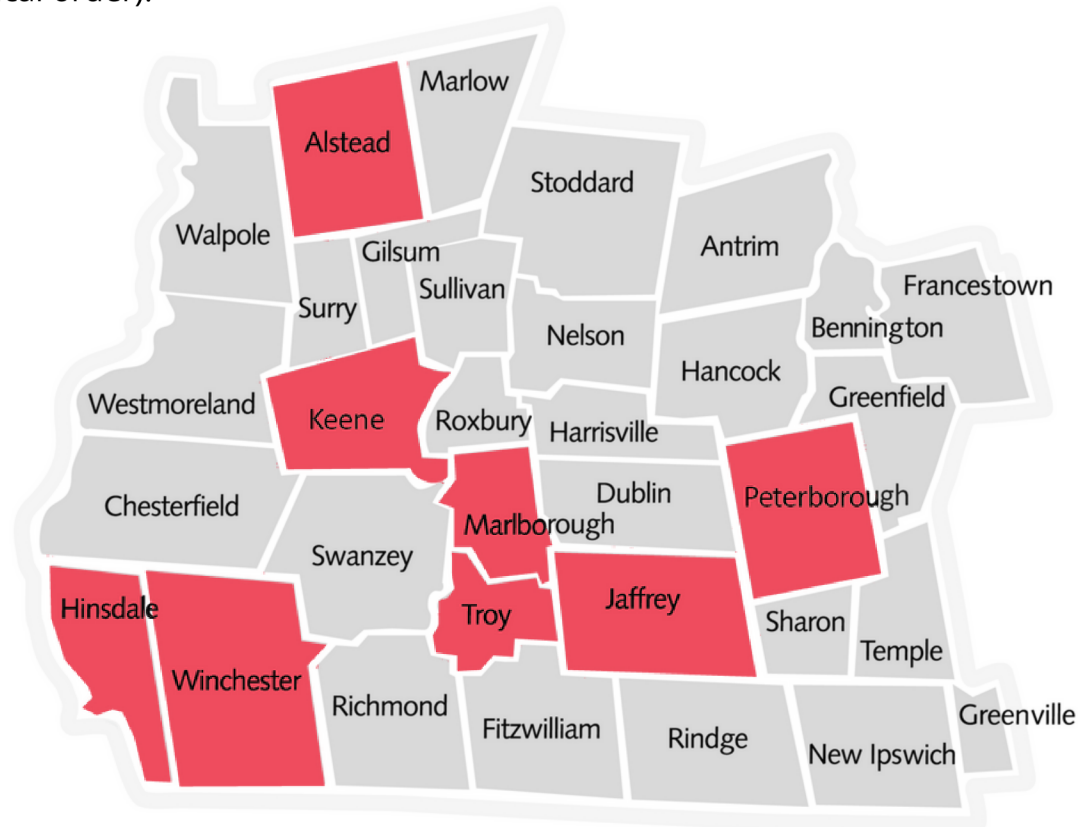 Marlow
Alstead
Stoddard
Walpole
Gilsum
Antrim
Sullivan
Francestown
Surry
Nelson
Bennington
Hancock
Westmoreland
Keene
Roxbury
Harrisville
Greenfield
Chesterfield
Dublin
Peterborough
Marlborough
Swanzey
Hinsdale
Troy
Jaffrey
Sharon
Temple
Winchester
Richmond
Fitzwilliam
Rindge
Greenville
New Ipswich